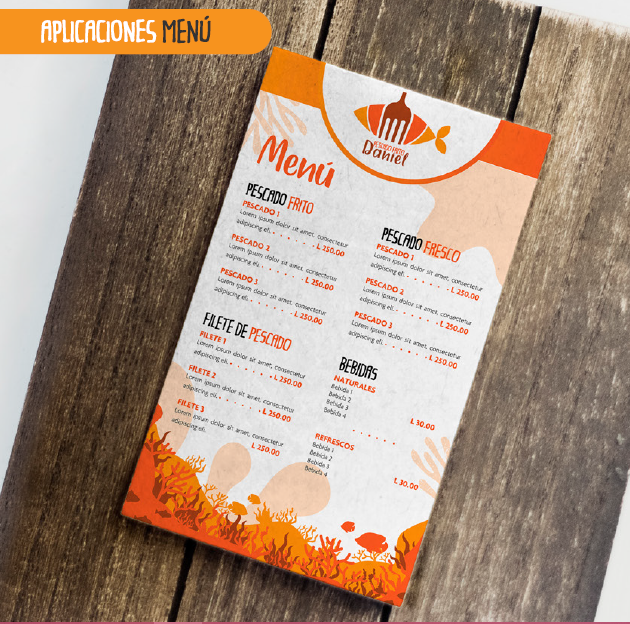 APLICACIONES MENÚ
PESCADO FRITO
Daniel
Menú
PESCADO FRITO
PESCADO 1
Lorem ipsum dolor sit amet, consectetur
adipiscing eli. . . . . . . . L 250.00
PESCADO 2
Lorem ipsum dolor sit amet, consectetur
adipiscing eli. . . . . . . . L 250.00
PESCADO 3
Lorem ipsum dolor sit amet, consectetur
adipiscing eli. . . . . . . . L 250.00
FILETE DE PESCADO
FILETE 1
Lorem ipsum dolor sit amet, consectetur
adipiscing eli. . . . . . . . L 250.00
FILETE 2
Lorem ipsum dolor sit amet, consectetur
adipiscing eli. . . . . . . . L 250.00
FILETE 3
Lorem ipsum dolor sit amet, consectetur
adipiscing eli. . . . . . . . L 250.00
PESCADO FRESCO
PESCADO 1
Lorem ipsum dolor sit amet, consectetur
adipiscing eli. . . . . . . . L 250.00
PESCADO 2
Lorem ipsum dolor sit amet, consectetur
adipiscing eli. . . . . . . . L 250.00
PESCADO 3
Lorem ipsum dolor sit amet, consectetur
adipiscing eli. . . . . . . . L 250.00
BEBIDAS
NATURALES
Bebida 1
Bebida 2
Bebida 3
Bebida 4
. . . . . . . L 30.00
REFRESCOS
Bebida 1
Bebida 2
Bebida 3
Bebida 4
L 30.00